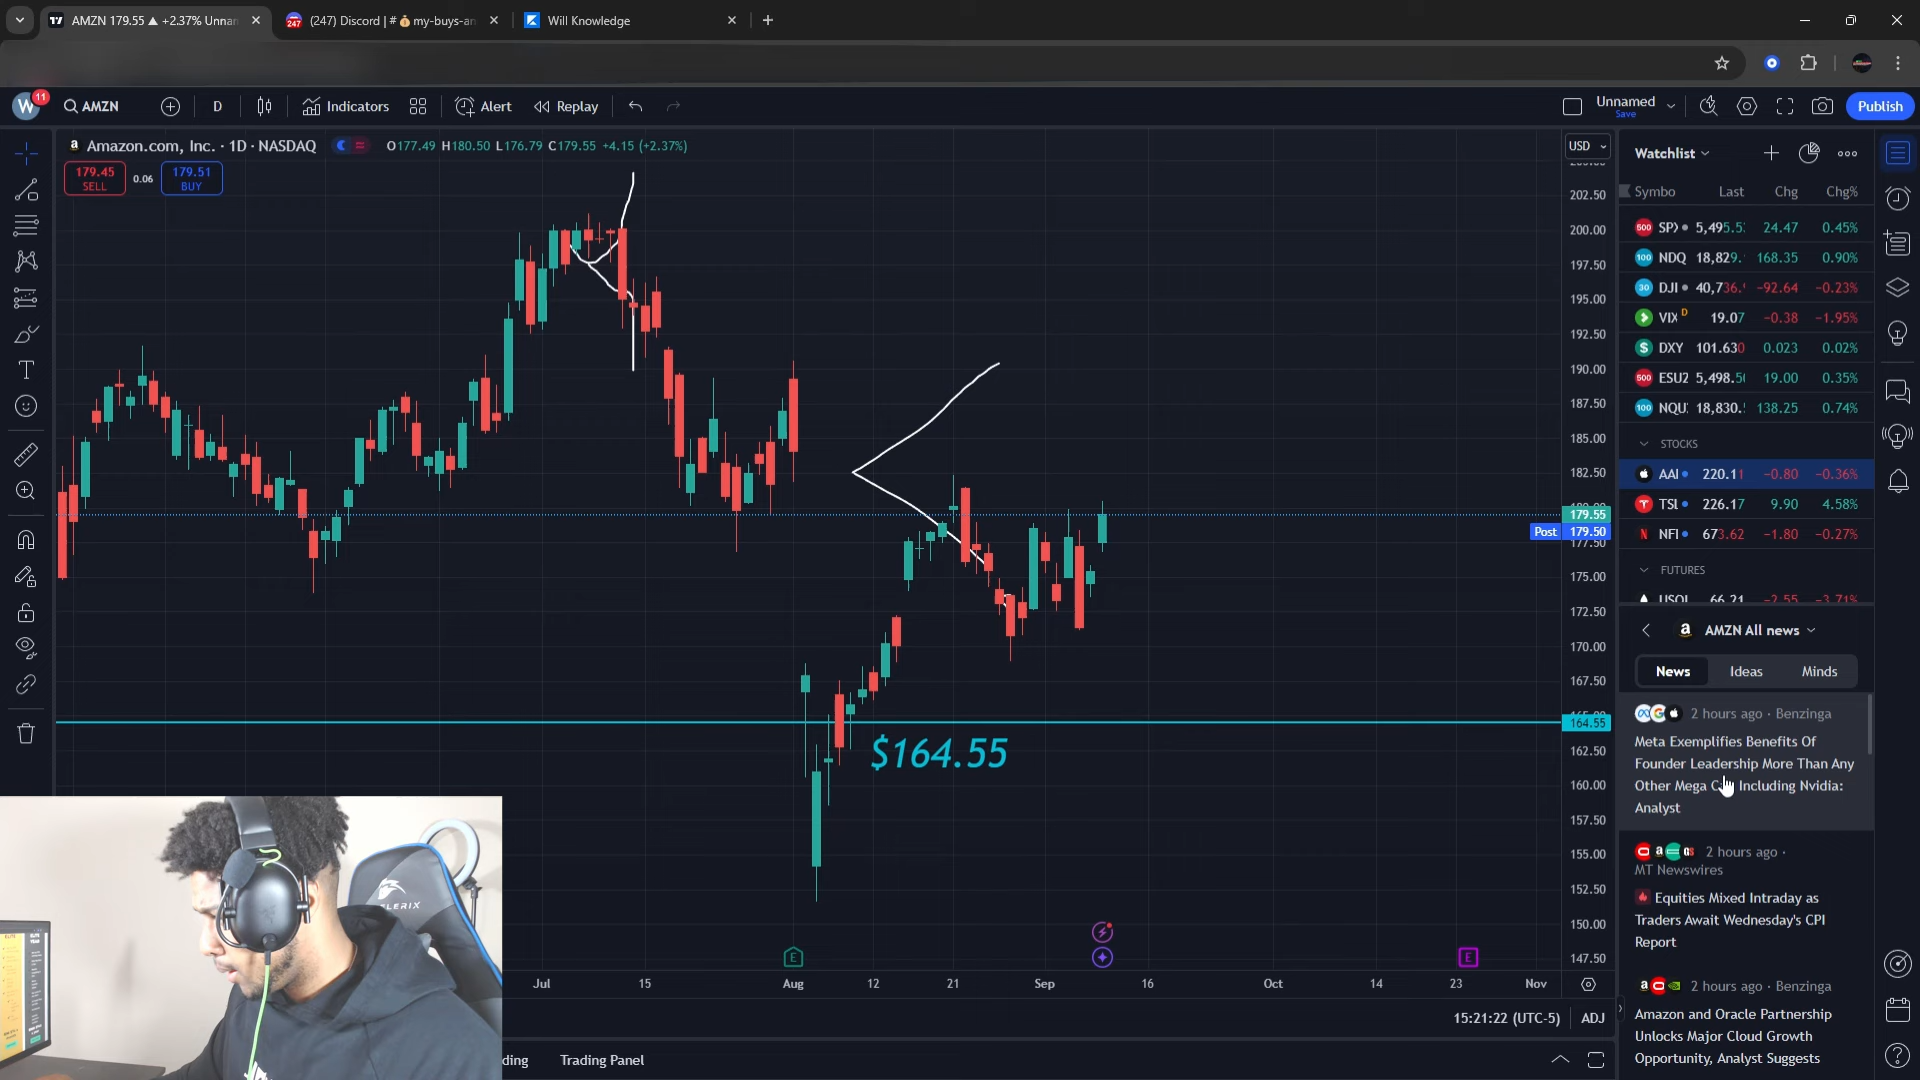 AMZN 179.55 ▲ +2.37% Unnan
(247) Discord | # 💰my-buys-an
Will Knowledge
W 11
AMZN
D
Indicators
Alert
Replay
Unnamed
Save
Publish
Amazon.com, Inc. · 1D · NASDAQ
O177.49 H180.50 L176.79 C179.55 +4.15 (+2.37%)
179.45
SELL
0.06
179.51
BUY
USD
202.50
200.00
197.50
195.00
192.50
190.00
187.50
185.00
182.50
179.55
Post 179.50
177.50
175.00
172.50
170.00
167.50
164.55
162.50
160.00
157.50
155.00
152.50
150.00
147.50
$164.55
Jul 15 Aug 12 21 Sep 16 Oct 14 23 Nov
15:21:22 (UTC-5) ADJ
ding
Trading Panel
Watchlist
Symbo Last Chg Chg%
SPX 5,495.5 24.47 0.45%
NDQ 18,829. 168.35 0.90%
DJI 40,736. -92.64 -0.23%
VIX D 19.07 -0.38 -1.95%
DXY 101.630 0.023 0.02%
ESU2 5,498.50 19.00 0.35%
NQU 18,830. 138.25 0.74%
STOCKS
AAI 220.11 -0.80 -0.36%
TSL 226.17 9.90 4.58%
NFI 673.62 -1.80 -0.27%
FUTURES
USOI 66.21 -2.55 -3.71%
AMZN All news
News
Ideas
Minds
2 hours ago · Benzinga
Meta Exemplifies Benefits Of
Founder Leadership More Than Any
Other Mega C Including Nvidia:
Analyst
2 hours ago ·
MT Newswires
Equities Mixed Intraday as
Traders Await Wednesday's CPI
Report
2 hours ago · Benzinga
Amazon and Oracle Partnership
Unlocks Major Cloud Growth
Opportunity, Analyst Suggests